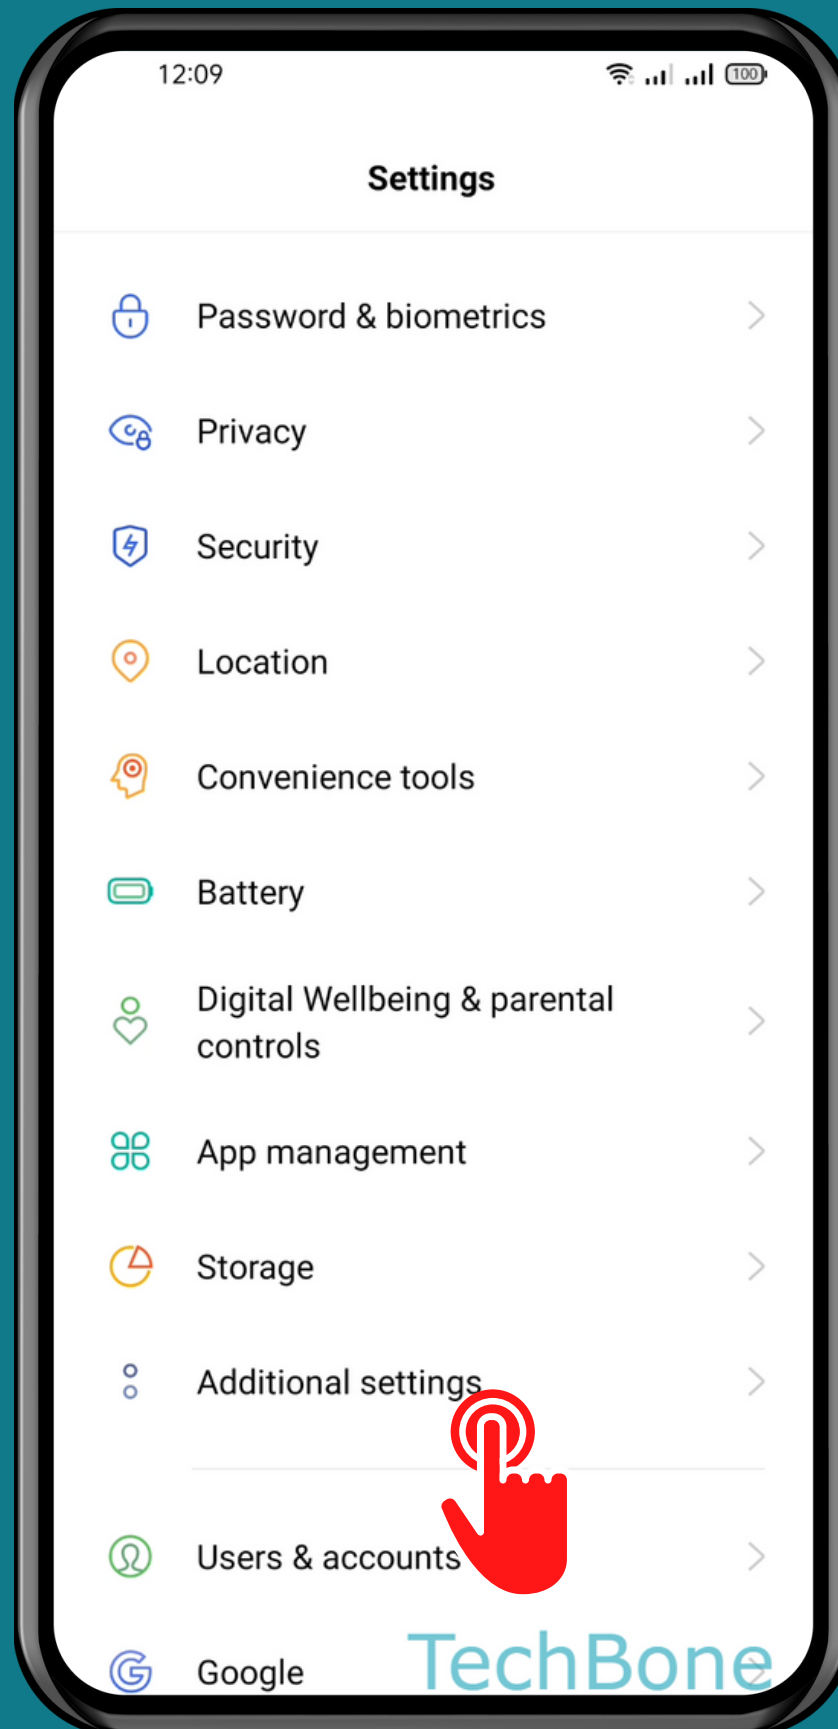 12:09
100
Settings
Password & biometrics
Privacy
Security
Location
Convenience tools
Battery
Digital Wellbeing & parental
controls
App management
Storage
Additional settings
Users & accounts
Google
TechBone